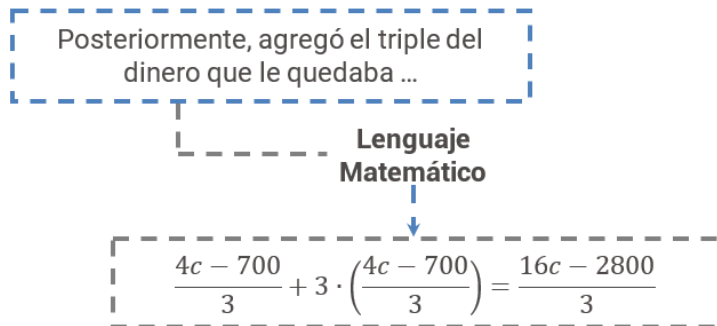 Posteriormente, agregó el triple del
dinero que le quedaba ...
Lenguaje
Matemático
(4c − 700)/3 + 3 · ((4c − 700)/3) = (16c − 2800)/3